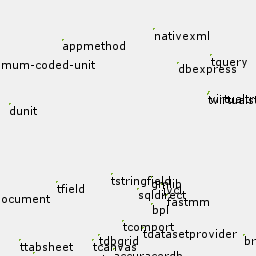 nativexml
appmethod
tquery
mum-coded-unit
dbexpress
dunit
tstringfield
tfield
sqldirect
ocument
fastmm
bpl
tcomport
tdatasetprovider
tdbgrid
br
ttabsheet
tcanvas
accuracerdb